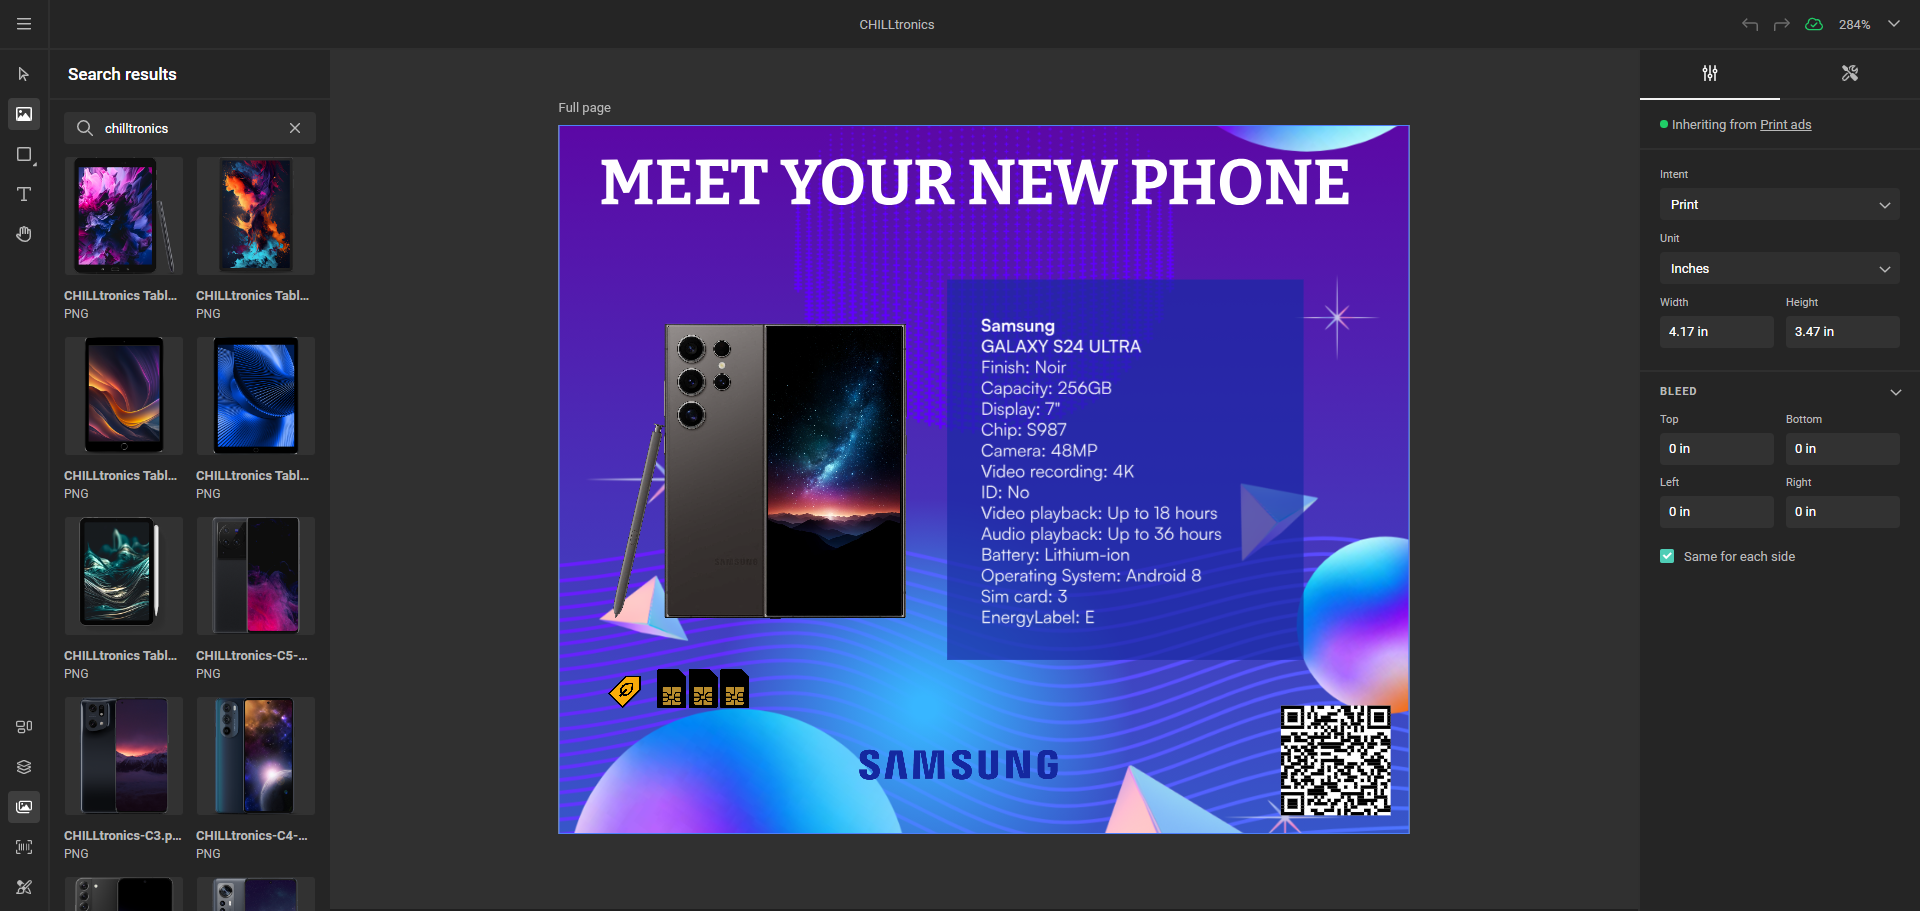 CHILLtronics
284%
Search results
chilltronics
CHILLtronics Tabl...
PNG
CHILLtronics Tabl...
PNG
CHILLtronics Tabl...
PNG
CHILLtronics Tabl...
PNG
CHILLtronics Tabl...
PNG
CHILLtronics-C5-...
PNG
CHILLtronics-C3.p...
PNG
CHILLtronics-C4-...
PNG
Full page
MEET YOUR NEW PHONE
Samsung
GALAXY S24 ULTRA
Finish: Noir
Capacity: 256GB
Display: 7"
Chip: S987
Camera: 48MP
Video recording: 4K
ID: No
Video playback: Up to 18 hours
Audio playback: Up to 36 hours
Battery: Lithium-ion
Operating System: Android 8
Sim card: 3
EnergyLabel: E
SAMSUNG
SAMSUNG
Inheriting from Print ads
Intent
Print
Unit
Inches
Width
Height
4.17 in
3.47 in
BLEED
Top
Bottom
0 in
0 in
Left
Right
0 in
0 in
Same for each side